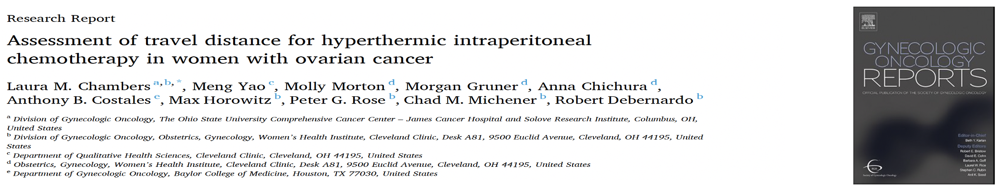 Research Report
Assessment of travel distance for hyperthermic intraperitoneal
chemotherapy in women with ovarian cancer
Laura M. Chambers a,b,*, Meng Yao c, Molly Morton d, Morgan Gruner d, Anna Chichura d,
Anthony B. Costales e, Max Horowitz b, Peter G. Rose b, Chad M. Michener b, Robert Debernardo b
a Division of Gynecologic Oncology, The Ohio State University Comprehensive Cancer Center – James Cancer Hospital and Solove Research Institute, Columbus, OH,
United States
b Division of Gynecologic Oncology, Obstetrics, Gynecology, Women's Health Institute, Cleveland Clinic, Desk A81, 9500 Euclid Avenue, Cleveland, OH 44195, United
States
c Department of Qualitative Health Sciences, Cleveland Clinic, Cleveland, OH 44195, United States
d Obstetrics, Gynecology, Women's Health Institute, Cleveland Clinic, Desk A81, 9500 Euclid Avenue, Cleveland, OH 44195, United States
e Department of Gynecologic Oncology, Baylor College of Medicine, Houston, TX 77030, United States
ELSEVIER
GYNECOLOGIC
ONCOLOGY
REPORTS
OFFICIAL PUBLICATION OF THE SOCIETY OF GYNECOLOGIC ONCOLOGY
Editor-in-Chief
Beth Y. Karlan
Deputy Editors
Robert E. Bristow
David E. Cohn
Barbara A. Goff
Laurel W. Rice
Stephen C. Rubin
Anil K. Sood
SGO
Society of Gynecologic Oncology